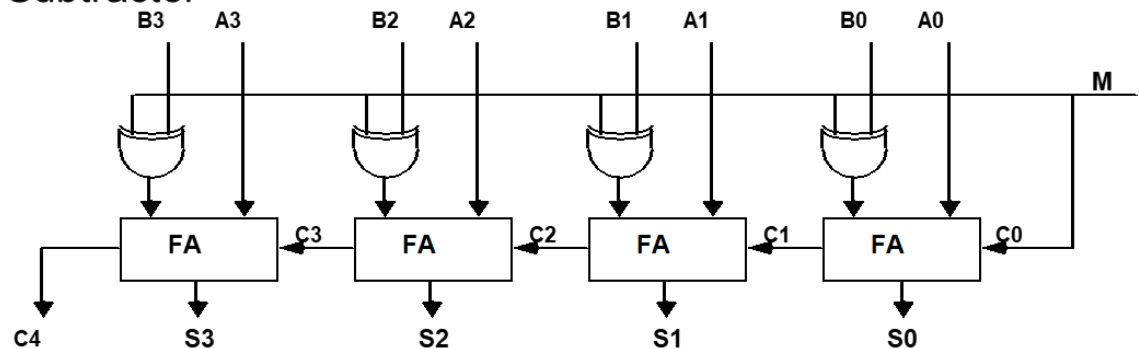 Subtractor
B3 A3 B2 A2 B1 A1 B0 A0
M
FA C3 FA C2 FA C1 FA C0
C4 S3 S2 S1 S0